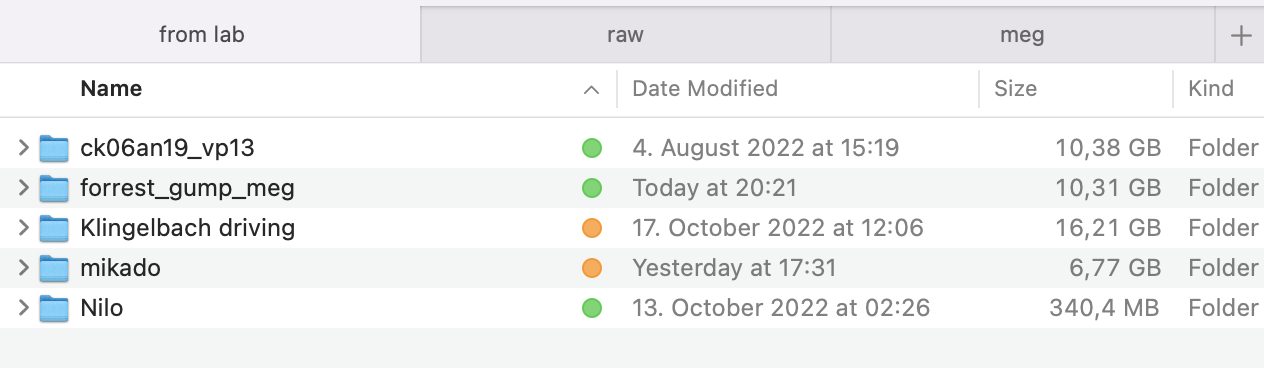 from lab raw meg +
Name Date Modified Size Kind
ck06an19_vp13 4. August 2022 at 15:19 10,38 GB Folder
forrest_gump_meg Today at 20:21 10,31 GB Folder
Klingelbach driving 17. October 2022 at 12:06 16,21 GB Folder
mikado Yesterday at 17:31 6,77 GB Folder
Nilo 13. October 2022 at 02:26 340,4 MB Folder